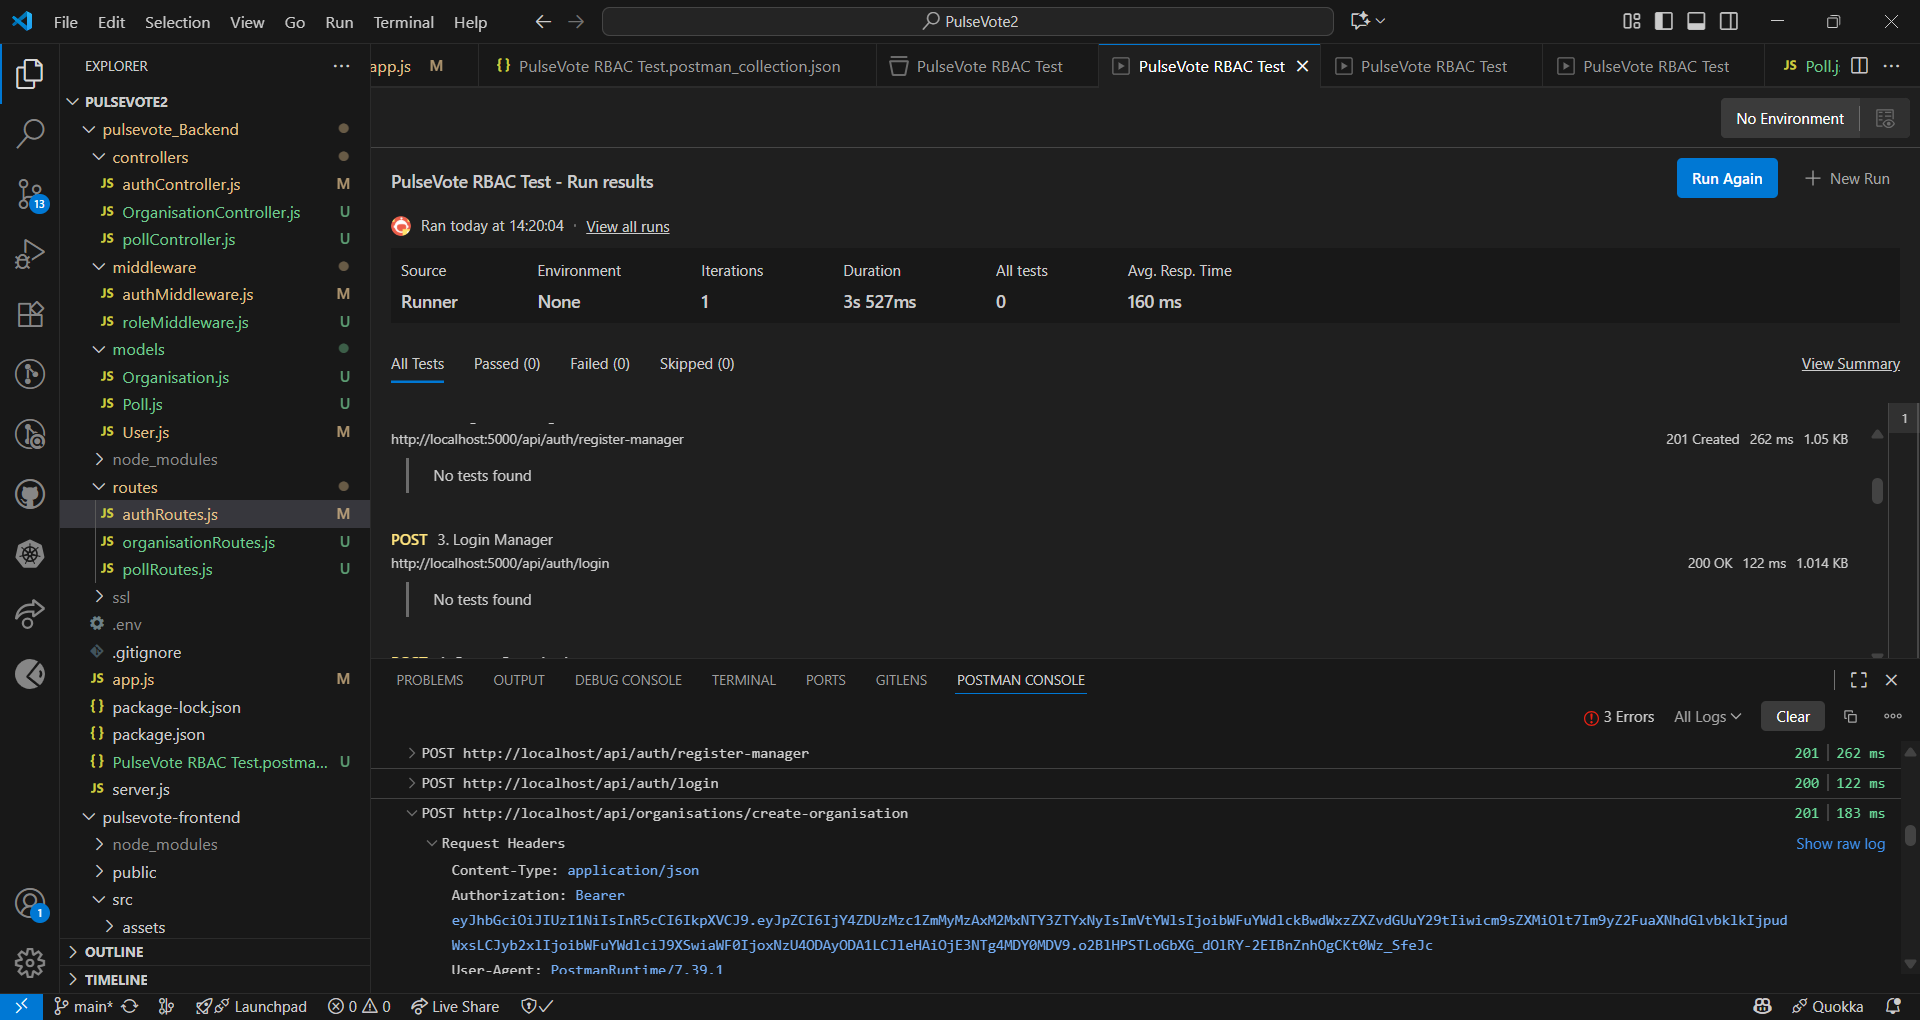 File Edit Selection View Go Run Terminal Help
PulseVote2
EXPLORER
app.js M
PulseVote RBAC Test.postman_collection.json
PulseVote RBAC Test
PulseVote RBAC Test
PulseVote RBAC Test
PulseVote RBAC Test
JS Poll.j
PULSEVOTE2
pulsevote_Backend
controllers
JS authController.js M
JS OrganisationController.js U
JS pollController.js U
middleware
JS authMiddleware.js M
JS roleMiddleware.js U
models
JS Organisation.js U
JS Poll.js U
JS User.js M
node_modules
routes
JS authRoutes.js M
JS organisationRoutes.js U
JS pollRoutes.js U
ssl
.env
.gitignore
JS app.js M
{} package-lock.json
{} package.json
{} PulseVote RBAC Test.postma... U
JS server.js
pulsevote-frontend
node_modules
public
src
assets
OUTLINE
TIMELINE
13
1
No Environment
PulseVote RBAC Test - Run results
Run Again
New Run
Ran today at 14:20:04 · View all runs
Source Environment Iterations Duration All tests Avg. Resp. Time
Runner None 1 3s 527ms 0 160 ms
All Tests Passed (0) Failed (0) Skipped (0) View Summary
1
http://localhost:5000/api/auth/register-manager 201 Created 262 ms 1.05 KB
No tests found
POST 3. Login Manager
http://localhost:5000/api/auth/login 200 OK 122 ms 1.014 KB
No tests found
PROBLEMS OUTPUT DEBUG CONSOLE TERMINAL PORTS GITLENS POSTMAN CONSOLE
3 Errors All Logs Clear
POST http://localhost/api/auth/register-manager 201 262 ms
POST http://localhost/api/auth/login 200 122 ms
POST http://localhost/api/organisations/create-organisation 201 183 ms
Request Headers Show raw log
Content-Type: application/json
Authorization: Bearer
eyJhbGciOiJIUzI1NiIsInR5cCI6IkpXVCJ9.eyJpZCI6IjY4ZDUzMzc1ZmMyMzAxM2MxNTY3ZTYxNyIsImVtYWlsIjoibWFuYWdlckBwdWxzZXZvdGUuY29tIiwicm9sZXMiOlt7Im9yZ2FuaXNhdGlvbklkIjpud
WxsLCJyb2xlIjoibWFuYWdlciJ9XSwiaWF0IjoxNzU4ODAyODA1LCJleHAiOjE3NTg4MDY0MDV9.o2BlHPSTLoGbXG_dOlRY-2EIBnZnhOgCKt0Wz_SfeJc
User-Agent: PostmanRuntime/7.39.1
main* Launchpad 0 0 Live Share Quokka